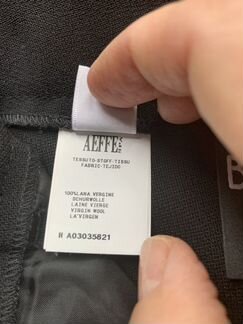 AEFFE
TESSUTO-STOFF-TISSU
FABRIC-TEJIDO
100%LANA VERGINE
SCHURWOLLE
LAINE VIERGE
VIRGIN WOOL
LA'VIRGEN
N A03035821